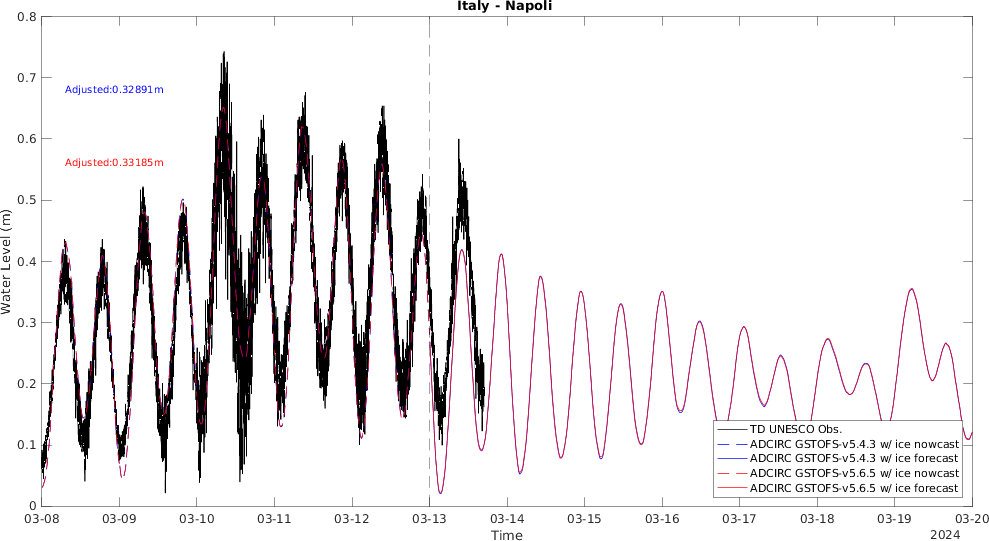 Italy - Napoli
0.8
0.7
0.6
0.5
0.4
0.3
0.2
0.1
0
Water Level (m)
Adjusted:0.32891m
Adjusted:0.33185m
TD UNESCO Obs.
ADCIRC GSTOFS-v5.4.3 w/ ice nowcast
ADCIRC GSTOFS-v5.4.3 w/ ice forecast
ADCIRC GSTOFS-v5.6.5 w/ ice nowcast
ADCIRC GSTOFS-v5.6.5 w/ ice forecast
03-08 03-09 03-10 03-11 03-12 03-13 03-14 03-15 03-16 03-17 03-18 03-19 03-20
Time
2024